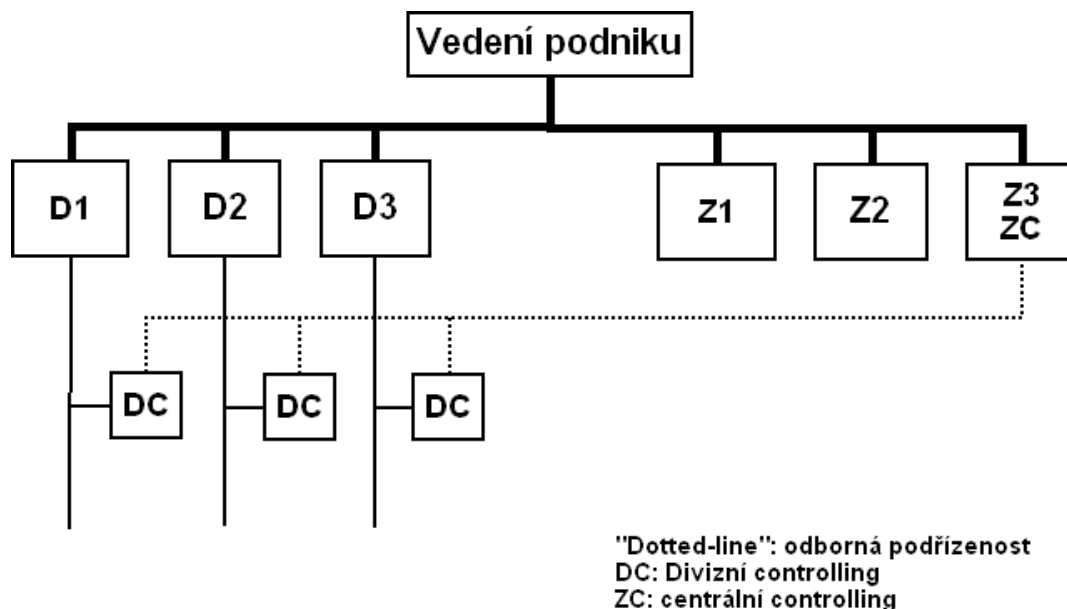 Vedení podniku
D1
D2
D3
Z1
Z2
Z3
ZC
DC
DC
DC
"Dotted-line": odborná podřízenost
DC: Divizní controlling
ZC: centrální controlling